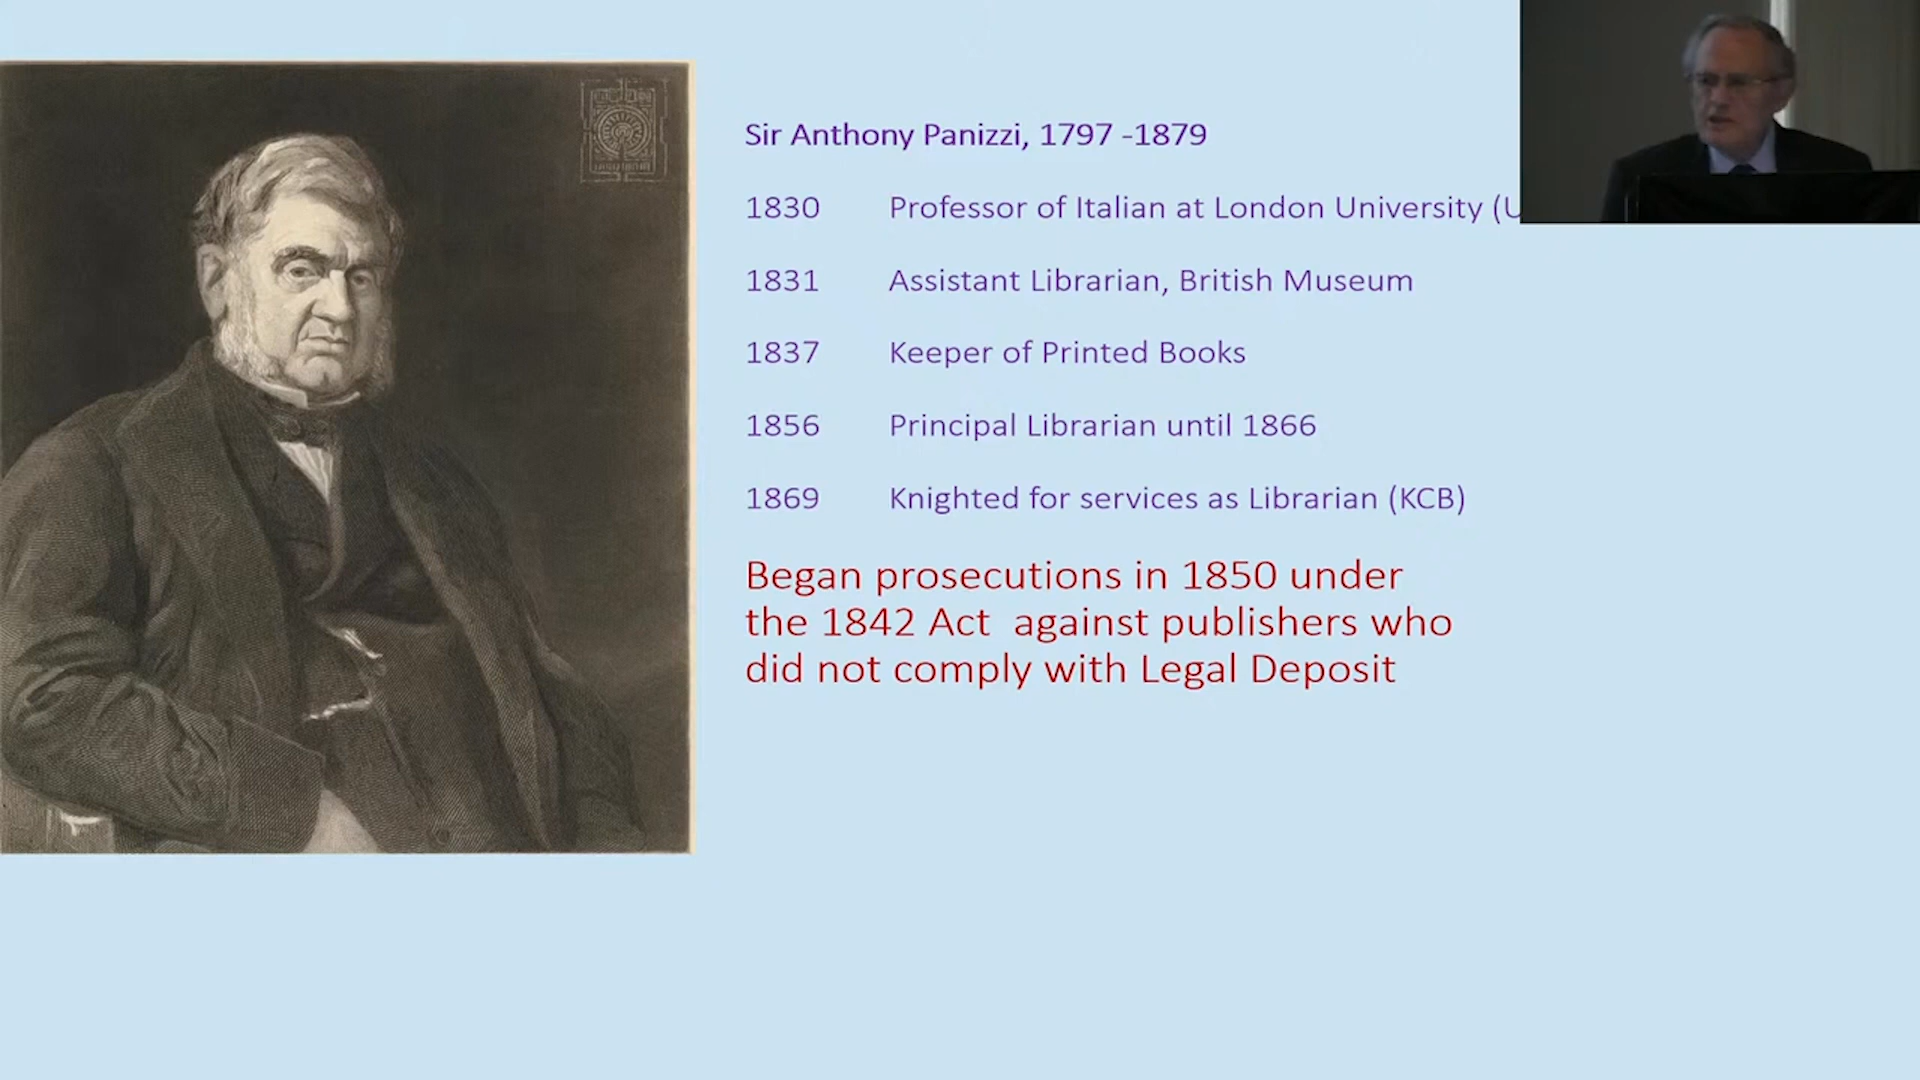 Sir Anthony Panizzi, 1797 -1879
1830 Professor of Italian at London University (U
1831 Assistant Librarian, British Museum
1837 Keeper of Printed Books
1856 Principal Librarian until 1866
1869 Knighted for services as Librarian (KCB)
Began prosecutions in 1850 under
the 1842 Act against publishers who
did not comply with Legal Deposit